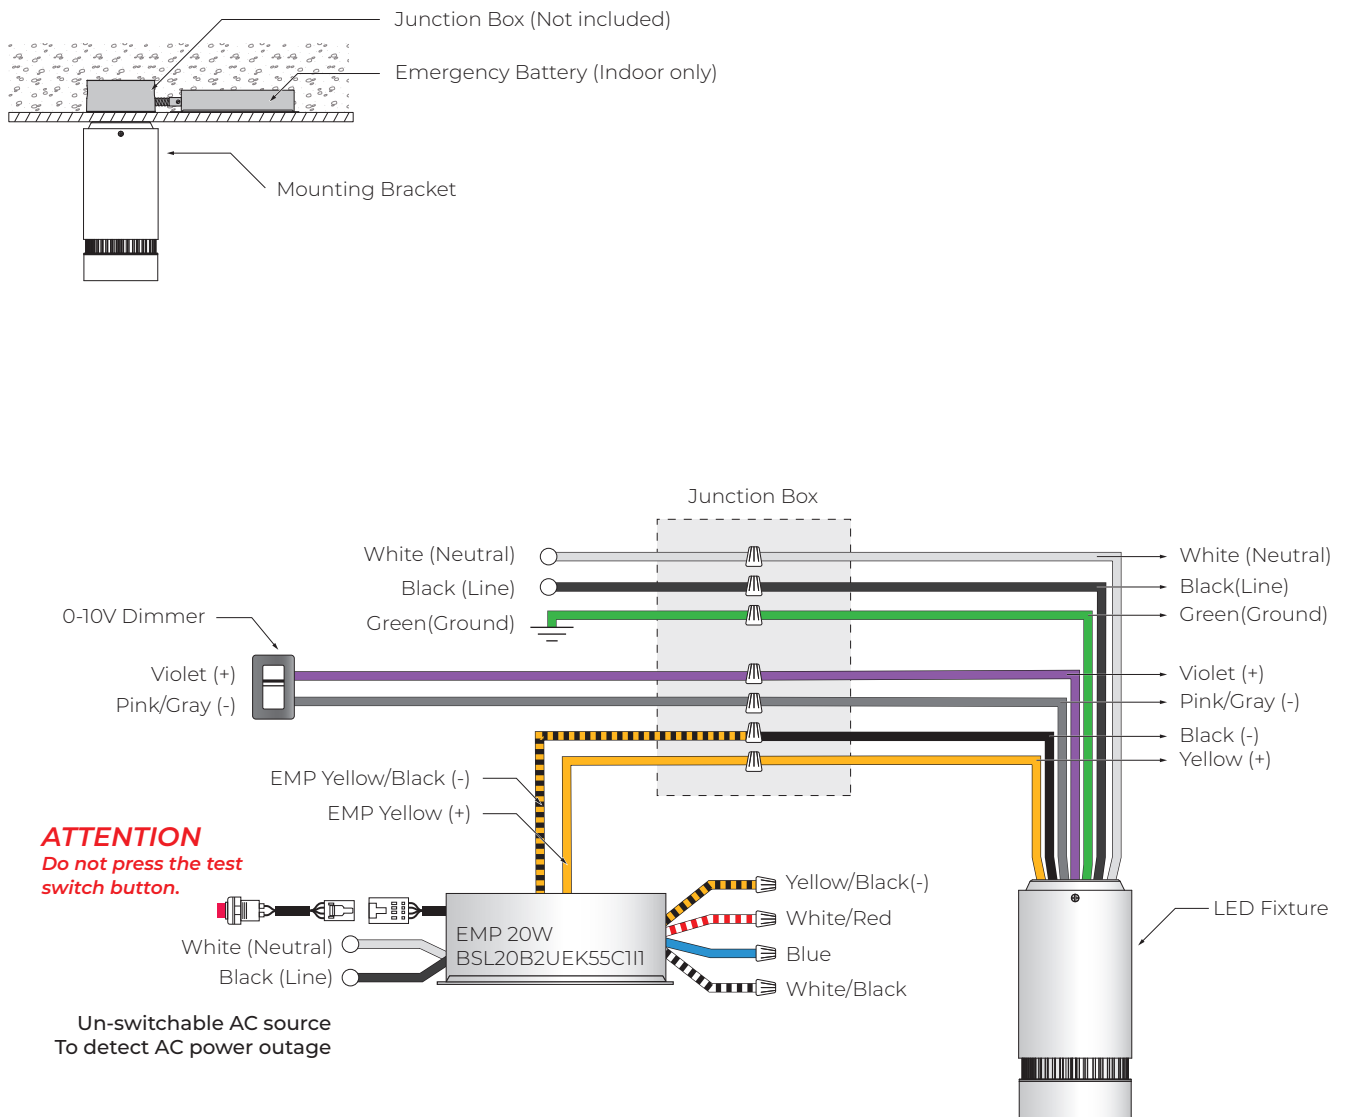 Junction Box (Not included)
Emergency Battery (Indoor only)
Mounting Bracket
Junction Box
White (Neutral)
White (Neutral)
Black (Line)
Black(Line)
Green(Ground)
Green(Ground)
0-10V Dimmer
Violet (+)
Violet (+)
Pink/Gray (-)
Pink/Gray (-)
Black (-)
Yellow (+)
EMP Yellow/Black (-)
EMP Yellow (+)
ATTENTION
Do not press the test
switch button.
Yellow/Black(-)
White/Red
Blue
White/Black
EMP 20W
BSL20B2UEK55C1I1
White (Neutral)
Black (Line)
Un-switchable AC source
To detect AC power outage
LED Fixture